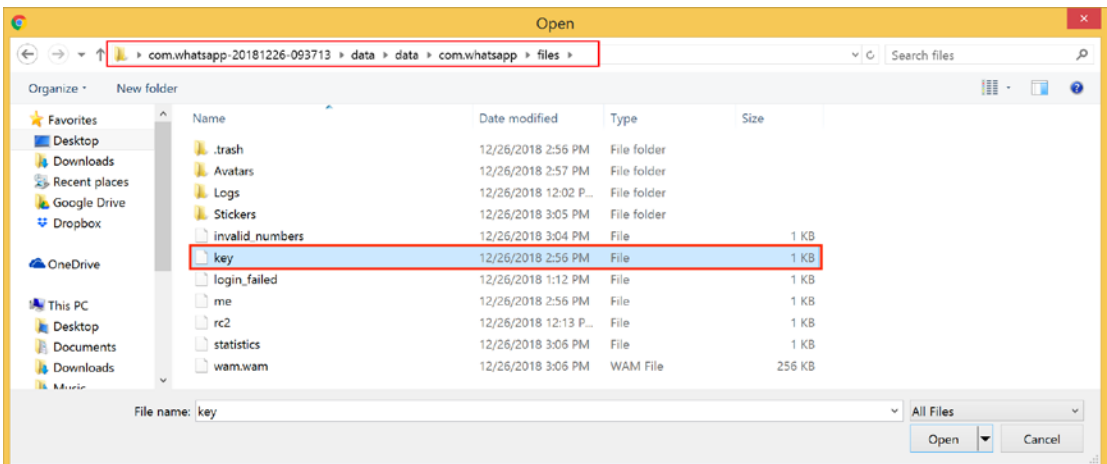 Open
com.whatsapp-20181226-093713 data data com.whatsapp files
Search files
Organize New folder
Favorites
Desktop
Downloads
Recent places
Google Drive
Dropbox
OneDrive
This PC
Desktop
Documents
Downloads
Music
Name Date modified Type Size
.trash 12/26/2018 2:56 PM File folder
Avatars 12/26/2018 2:57 PM File folder
Logs 12/26/2018 12:02 P... File folder
Stickers 12/26/2018 3:05 PM File folder
invalid_numbers 12/26/2018 3:04 PM File 1 KB
key 12/26/2018 2:56 PM File 1 KB
login_failed 12/26/2018 1:12 PM File 1 KB
me 12/26/2018 2:56 PM File 1 KB
rc2 12/26/2018 12:13 P... File 1 KB
statistics 12/26/2018 3:06 PM File 1 KB
wam.wam 12/26/2018 3:06 PM WAM File 256 KB
File name: key All Files
Open Cancel